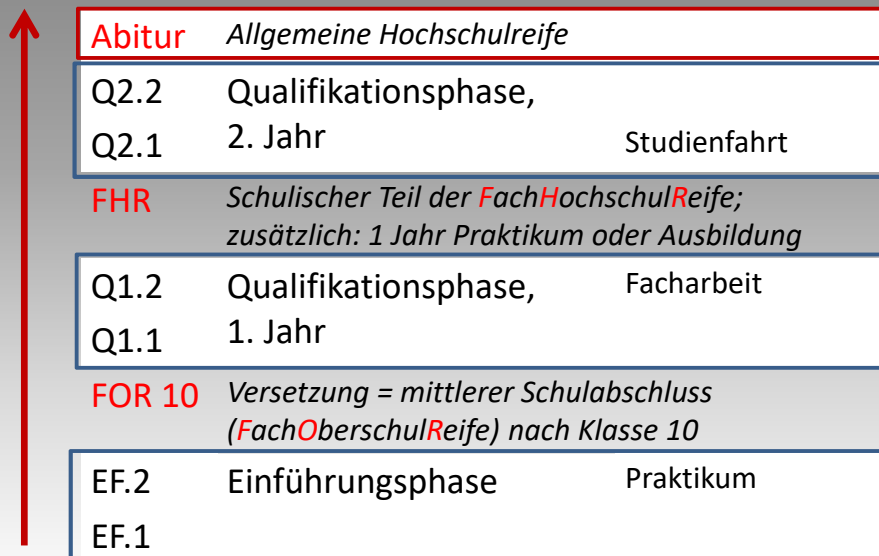 Abitur Allgemeine Hochschulreife
Q2.2 Qualifikationsphase,
Q2.1 2. Jahr Studienfahrt
FHR Schulischer Teil der FachHochschulReife;
zusätzlich: 1 Jahr Praktikum oder Ausbildung
Q1.2 Qualifikationsphase, Facharbeit
Q1.1 1. Jahr
FOR 10 Versetzung = mittlerer Schulabschluss
(FachOberschulReife) nach Klasse 10
EF.2 Einführungsphase Praktikum
EF.1